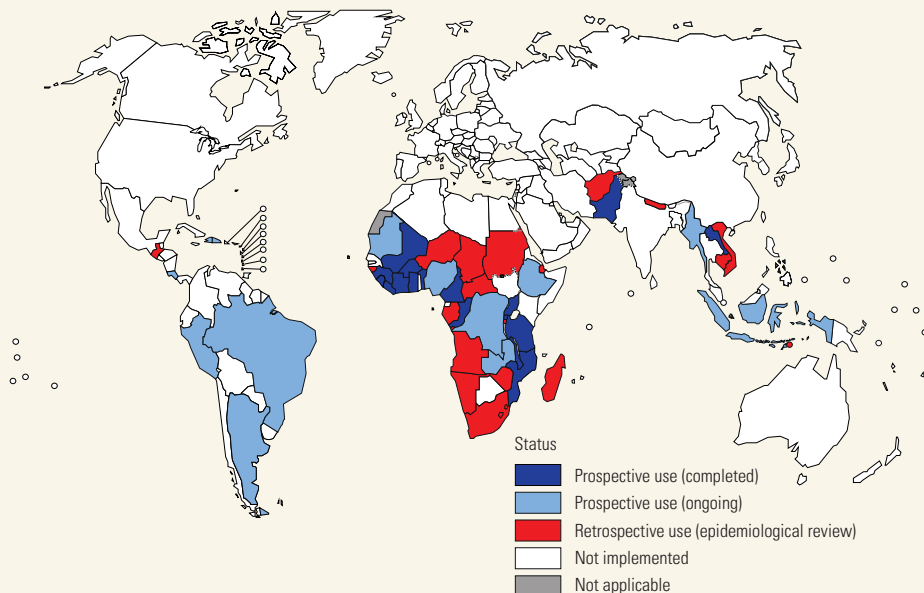 Status
Prospective use (completed)
Prospective use (ongoing)
Retrospective use (epidemiological review)
Not implemented
Not applicable